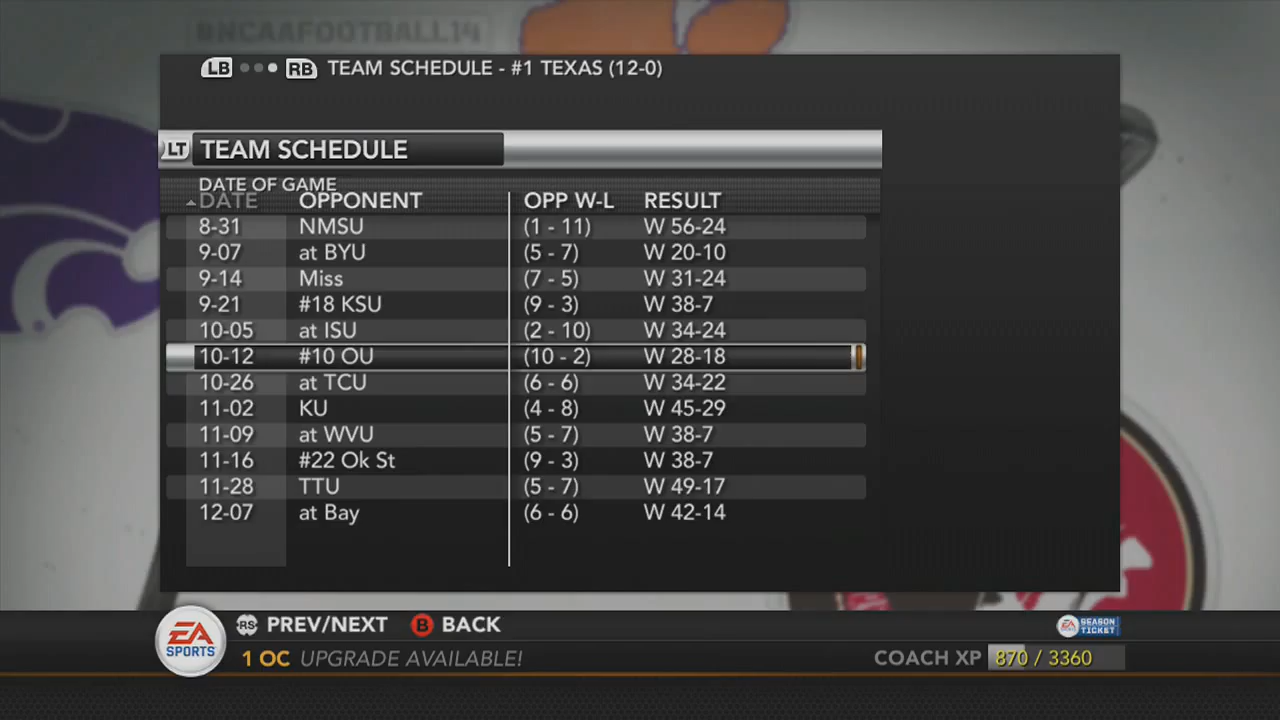 #NCAAFOOTBALL14
LB RB TEAM SCHEDULE - #1 TEXAS (12-0)
LT TEAM SCHEDULE
DATE OF GAME
DATE OPPONENT OPP W-L RESULT
8-31 NMSU (1 - 11) W 56-24
9-07 at BYU (5 - 7) W 20-10
9-14 Miss (7 - 5) W 31-24
9-21 #18 KSU (9 - 3) W 38-7
10-05 at ISU (2 - 10) W 34-24
10-12 #10 OU (10 - 2) W 28-18
10-26 at TCU (6 - 6) W 34-22
11-02 KU (4 - 8) W 45-29
11-09 at WVU (5 - 7) W 38-7
11-16 #22 Ok St (9 - 3) W 38-7
11-28 TTU (5 - 7) W 49-17
12-07 at Bay (6 - 6) W 42-14
EA SPORTS
RS PREV/NEXT B BACK
EA SEASON TICKET
1 OC UPGRADE AVAILABLE!
COACH XP 870 / 3360